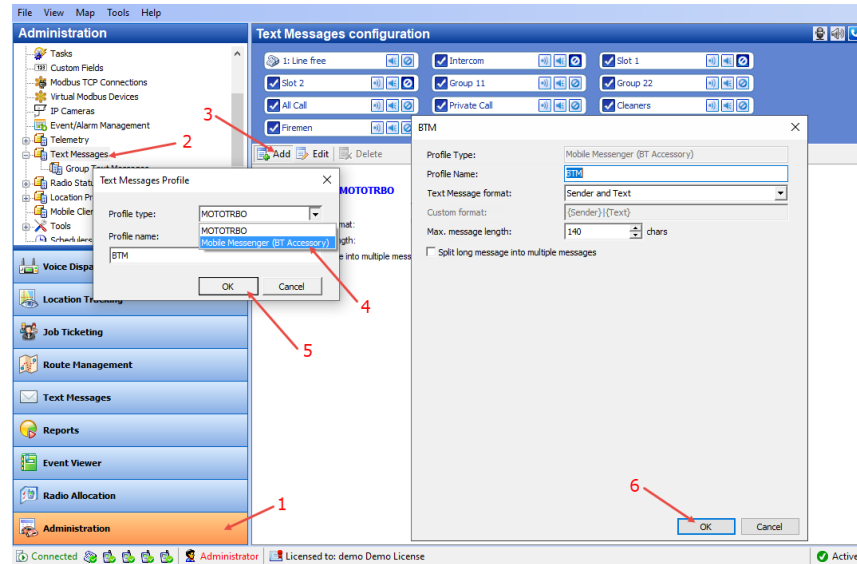 File View Map Tools Help
Administration
Text Messages configuration
Tasks
Custom Fields
Modbus TCP Connections
Virtual Modbus Devices
IP Cameras
Event/Alarm Management
Telemetry
Text Messages
Group Text Messages
Radio Statu
Location Pr
Mobile Clien
Tools
Schedulers
1: Line free
Intercom
Slot 1
Slot 2
Group 11
Group 22
All Call
Private Call
Cleaners
Firemen
Add Edit Delete
MOTOTRBO
mat:
gth:
e into multiple mess
Text Messages Profile
Profile type:
MOTOTRBO
MOTOTRBO
Mobile Messenger (BT Accessory)
Profile name:
BTM
OK Cancel
BTM
Profile Type: Mobile Messenger (BT Accessory)
Profile Name: BTM
Text Message format: Sender and Text
Custom format: {Sender}|{Text}
Max. message length: 140 chars
Split long message into multiple messages
OK Cancel
Voice Dispa
Location Tracking
Job Ticketing
Route Management
Text Messages
Reports
Event Viewer
Radio Allocation
Administration
1
2
3
4
5
6
Connected Administrator Licensed to: demo Demo License Active